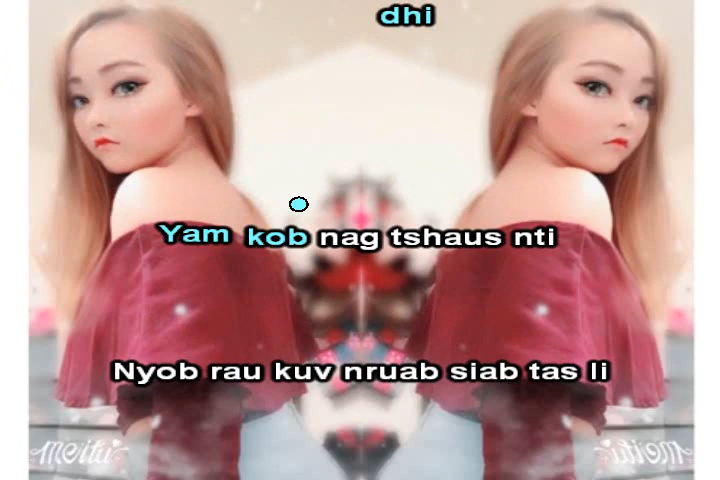 dhi
Yam kob nag tshaus nti
Nyob rau kuv nruab siab tas li
meitu
meitu